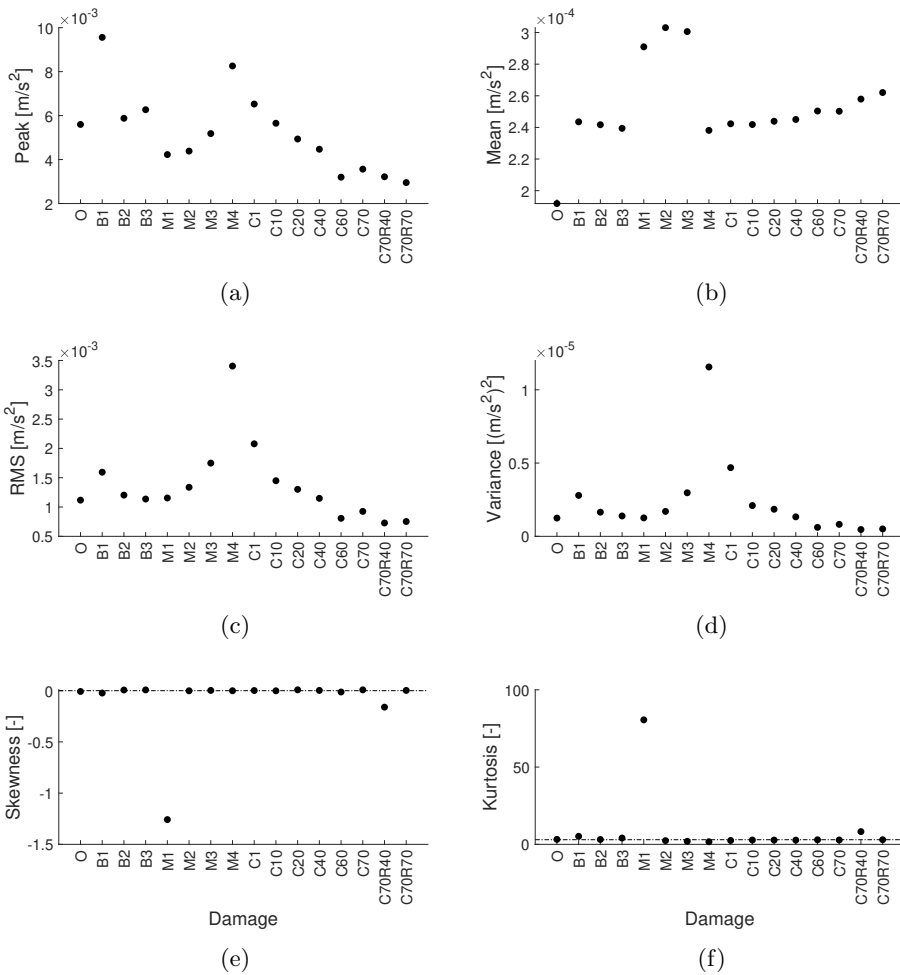 ×10⁻³
10
8
6
4
2
Peak [m/s²]
O B1 B2 B3 M1 M2 M3 M4 C1 C10 C20 C40 C60 C70 C70R40 C70R70
(a)
×10⁻⁴
3
2.8
2.6
2.4
2.2
2
Mean [m/s²]
O B1 B2 B3 M1 M2 M3 M4 C1 C10 C20 C40 C60 C70 C70R40 C70R70
(b)
×10⁻³
3.5
3
2.5
2
1.5
1
0.5
RMS [m/s²]
O B1 B2 B3 M1 M2 M3 M4 C1 C10 C20 C40 C60 C70 C70R40 C70R70
(c)
×10⁻⁵
1
0.5
0
Variance [(m/s²)²]
O B1 B2 B3 M1 M2 M3 M4 C1 C10 C20 C40 C60 C70 C70R40 C70R70
(d)
0
-0.5
-1
-1.5
Skewness [-]
O B1 B2 B3 M1 M2 M3 M4 C1 C10 C20 C40 C60 C70 C70R40 C70R70
Damage
(e)
100
50
0
Kurtosis [-]
O B1 B2 B3 M1 M2 M3 M4 C1 C10 C20 C40 C60 C70 C70R40 C70R70
Damage
(f)